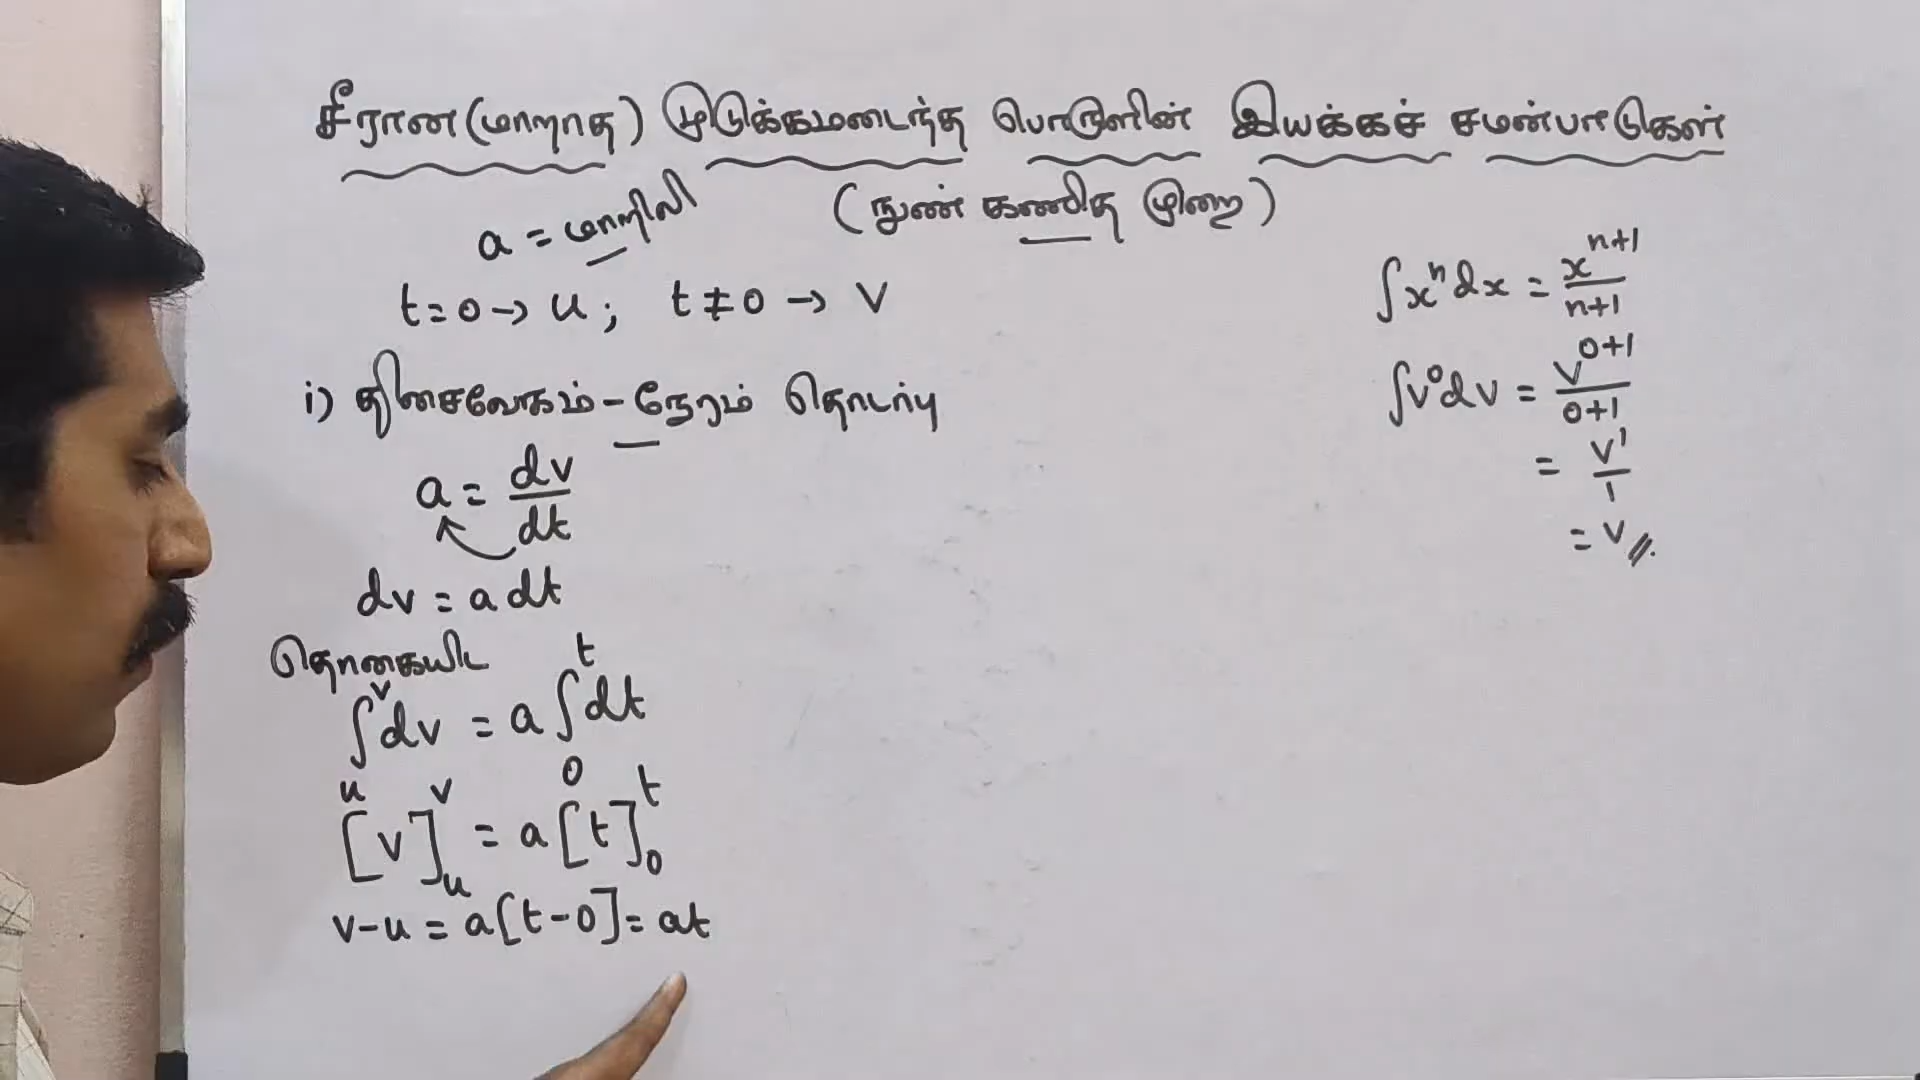 சீரான(மாறாத) முடுக்கமடைந்த பொருளின் இயக்கச் சமன்பாடுகள்
(நுண் கணித முறை)
a = மாறிலி
t=0 → u; t≠0 → v
i) திசைவேகம் - நேரம் தொடர்பு
a = dv/dt
dv = a dt
தொகையிட
∫ᵤᵛ dv = a ∫₀ᵗ dt
[v]ᵤᵛ = a [t]₀ᵗ
v-u = a[t-0] = at
∫xⁿdx = xⁿ⁺¹/n+1
∫v⁰dv = v⁰⁺¹/0+1
= v¹/1
= v //.